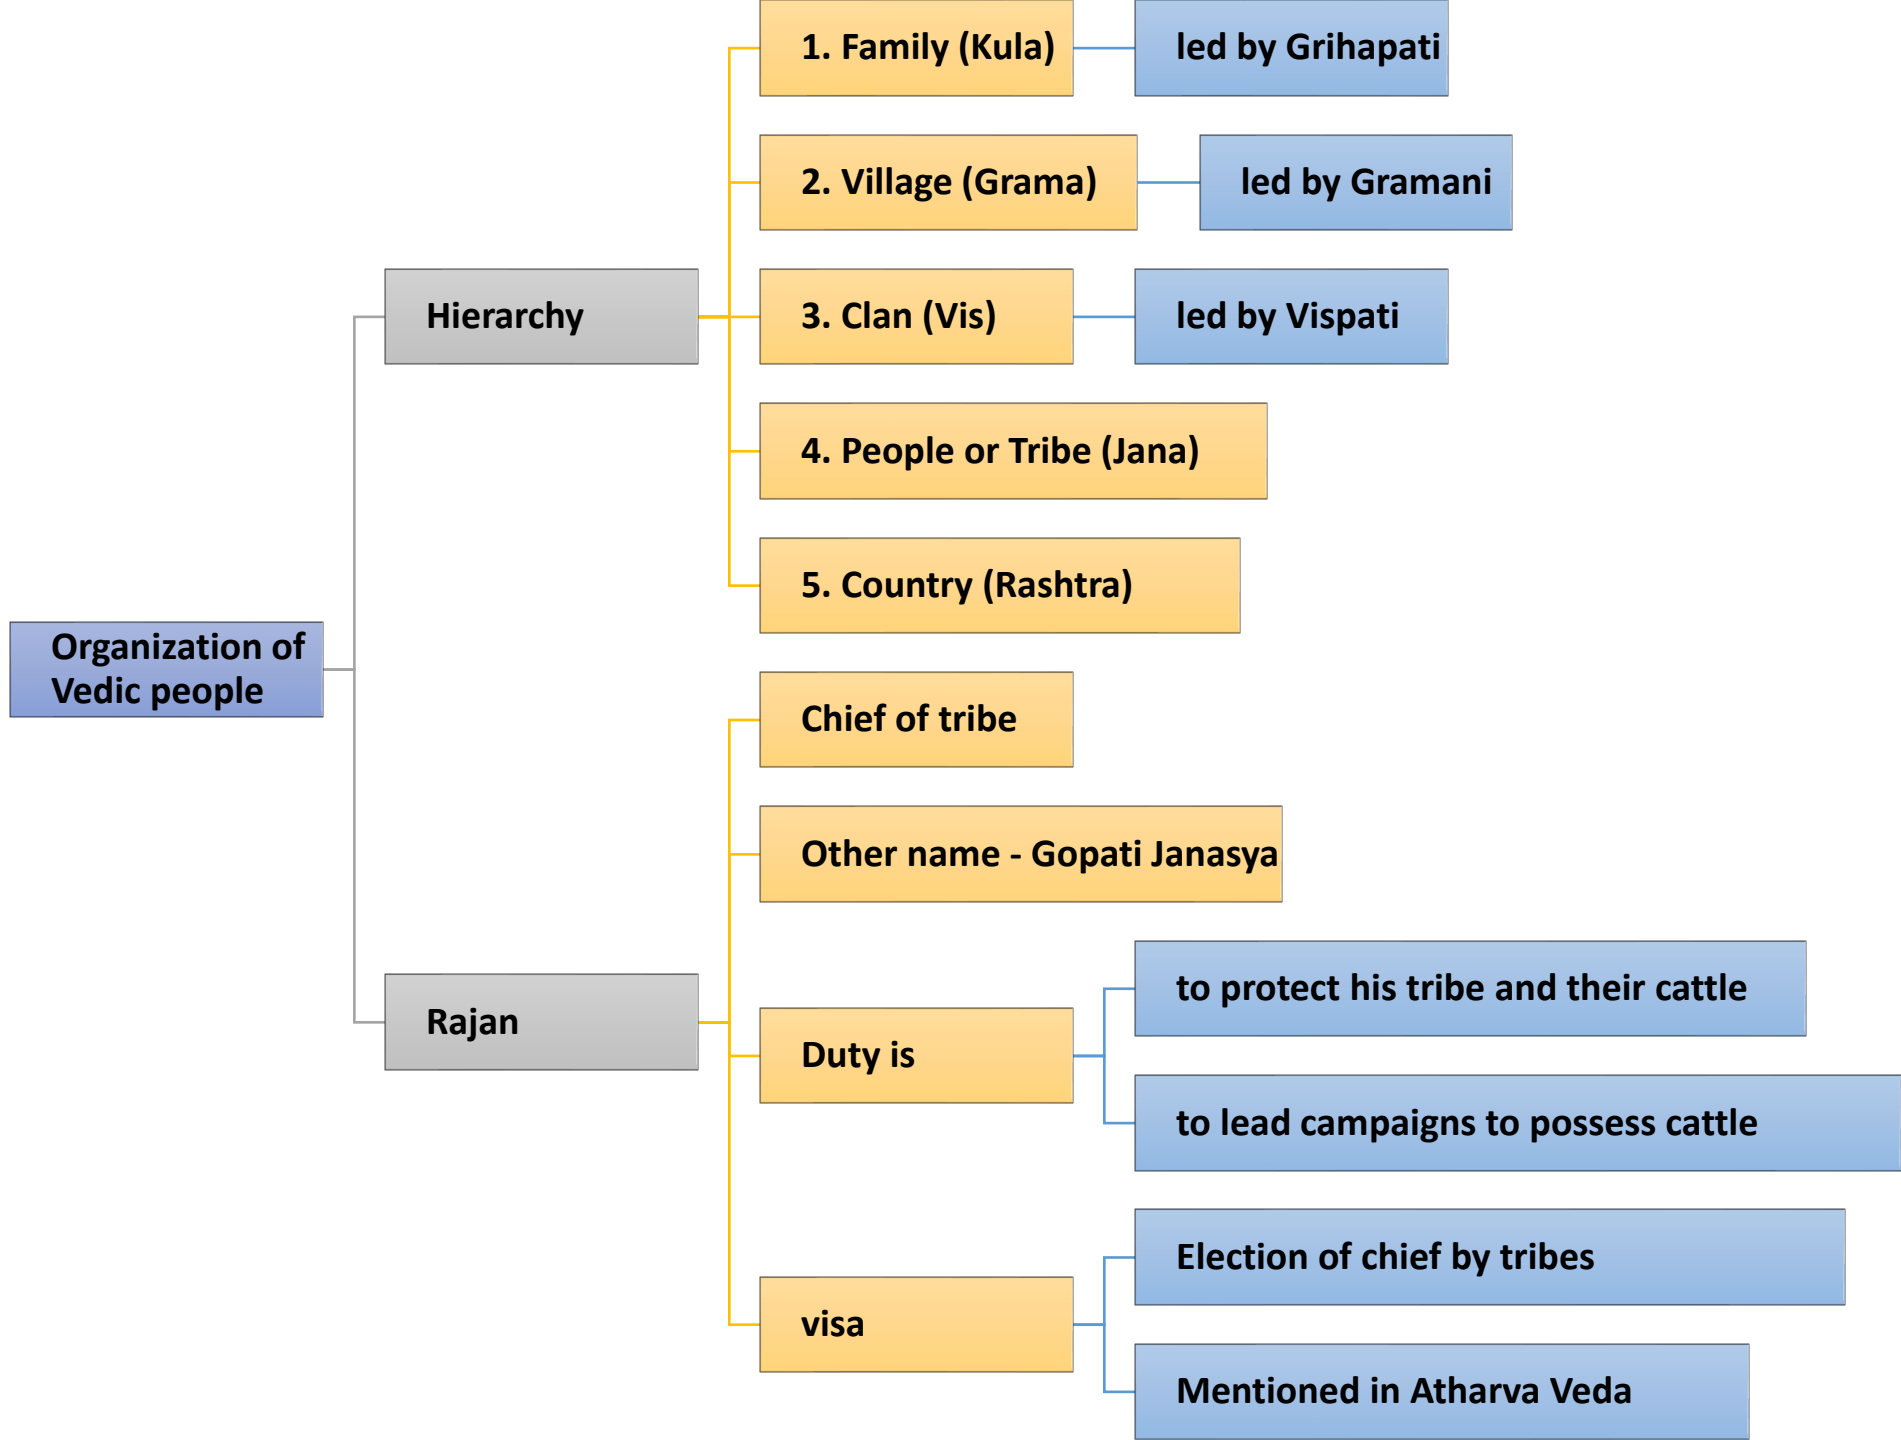 Organization of
Vedic people
Hierarchy
1. Family (Kula)
led by Grihapati
2. Village (Grama)
led by Gramani
3. Clan (Vis)
led by Vispati
4. People or Tribe (Jana)
5. Country (Rashtra)
Rajan
Chief of tribe
Other name - Gopati Janasya
Duty is
to protect his tribe and their cattle
to lead campaigns to possess cattle
visa
Election of chief by tribes
Mentioned in Atharva Veda